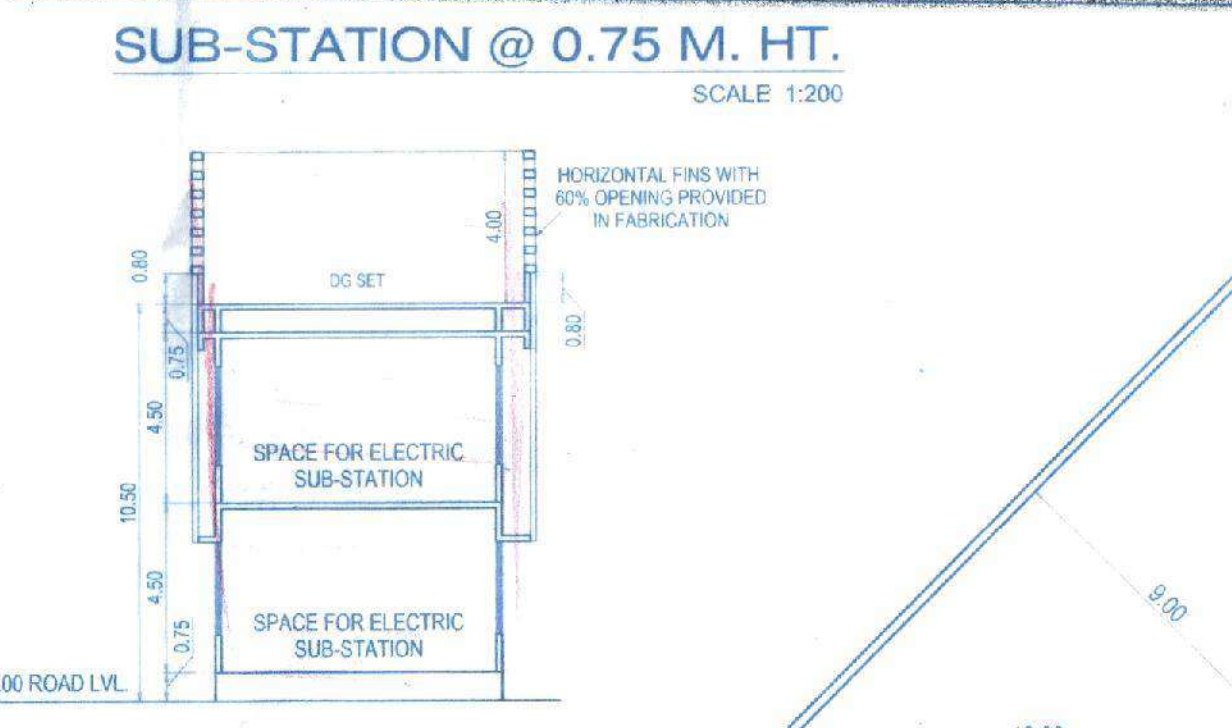 SUB-STATION @ 0.75 M. HT.
SCALE 1:200
HORIZONTAL FINS WITH
60% OPENING PROVIDED
IN FABRICATION
4.00
0.80
DG SET
0.80
0.75
4.50
SPACE FOR ELECTRIC
SUB-STATION
10.50
4.50
0.75
SPACE FOR ELECTRIC
SUB-STATION
.00 ROAD LVL.
9.00